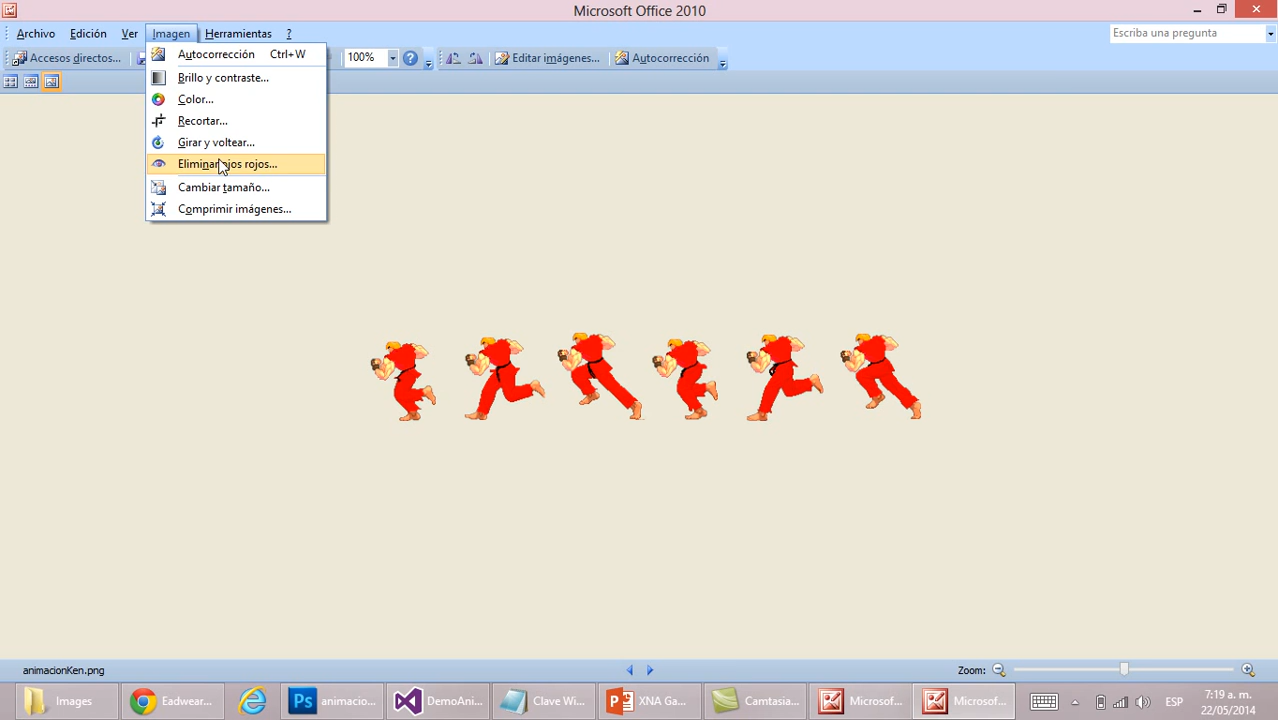 Microsoft Office 2010
Archivo Edición Ver Imagen Herramientas ?
Escriba una pregunta
Accesos directos... 100% Editar imágenes... Autocorrección
Autocorrección Ctrl+W
Brillo y contraste...
Color...
Recortar...
Girar y voltear...
Eliminar ojos rojos...
Cambiar tamaño...
Comprimir imágenes...
animacionKen.png
Zoom:
Images
Eadwear...
Ps animacio...
DemoAni...
Clave Wi...
XNA Ga...
Camtasia...
Microsof...
Microsof...
ESP
7:19 a. m.
22/05/2014